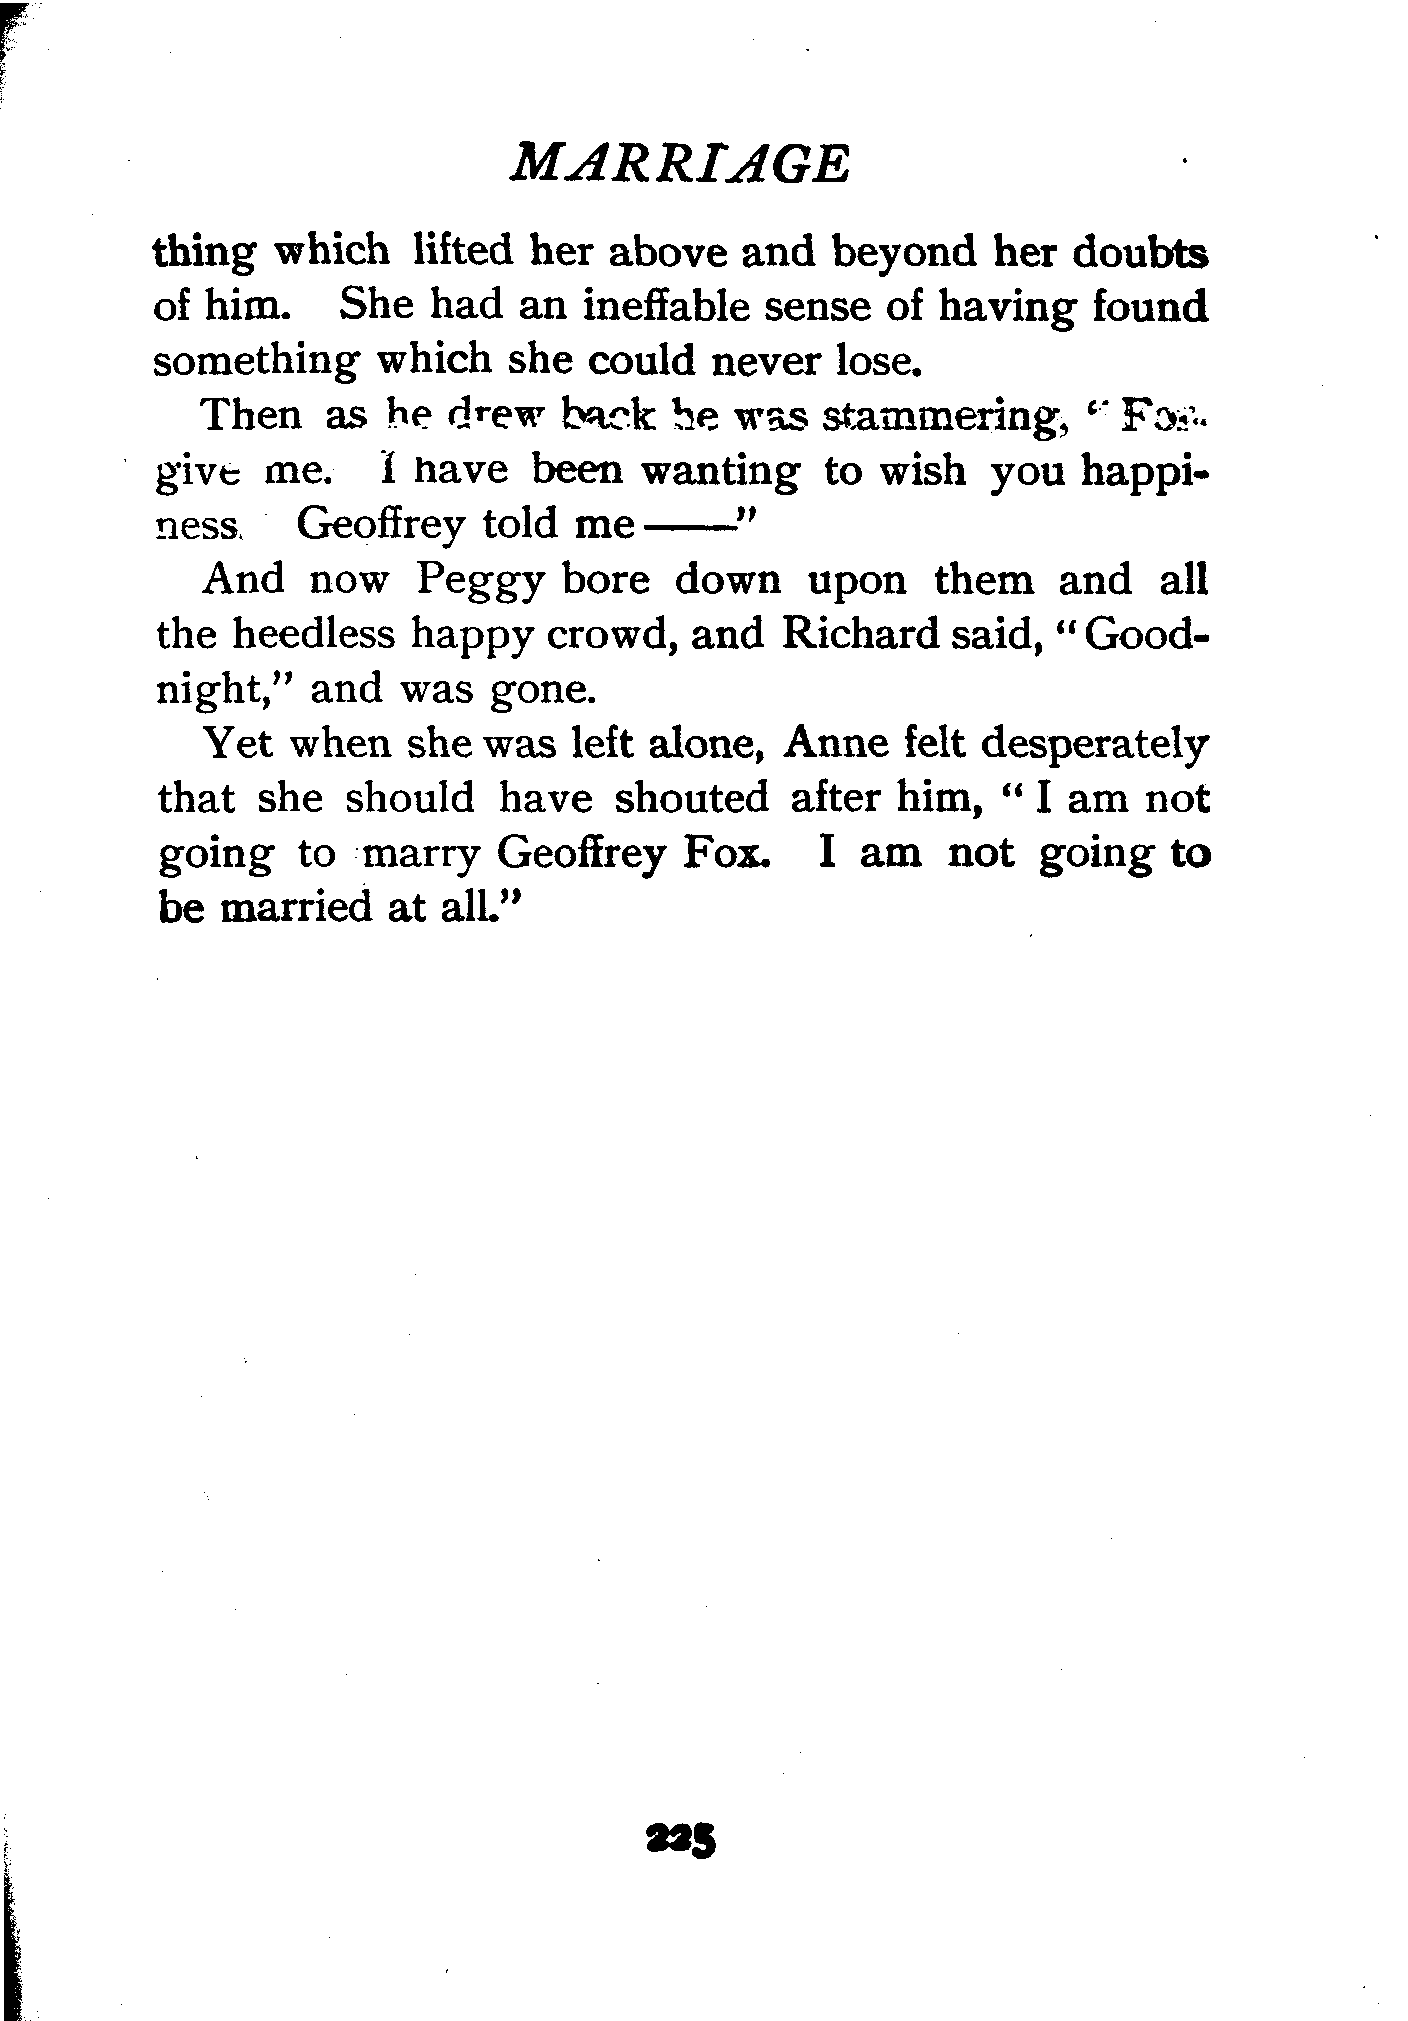 MARRIAGE
thing which lifted her above and beyond her doubts
of him. She had an ineffable sense of having found
something which she could never lose.
Then as he drew back he was stammering, “ For-
give me. I have been wanting to wish you happi-
ness. Geoffrey told me ——”
And now Peggy bore down upon them and all
the heedless happy crowd, and Richard said, “ Good-
night,” and was gone.
Yet when she was left alone, Anne felt desperately
that she should have shouted after him, “ I am not
going to marry Geoffrey Fox. I am not going to
be married at all.”
225